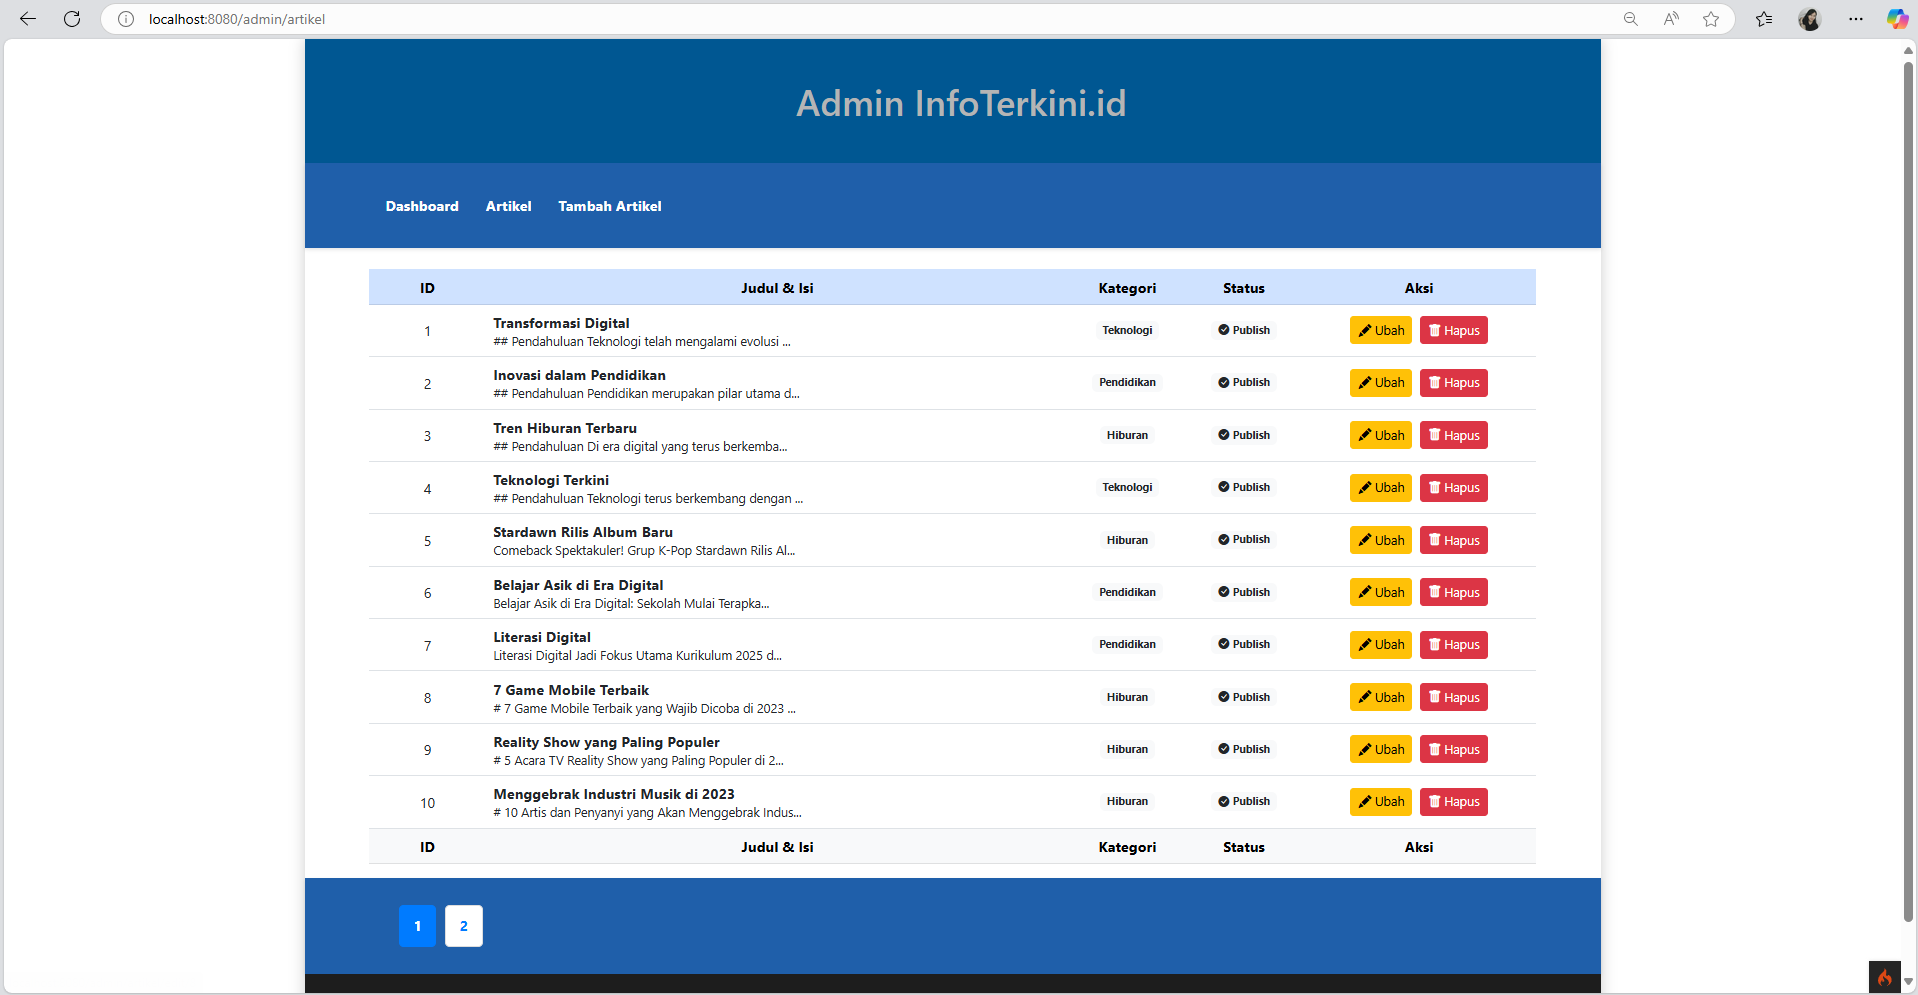 localhost:8080/admin/artikel
Admin InfoTerkini.id
Dashboard Artikel Tambah Artikel
ID Judul & Isi Kategori Status Aksi
1 Transformasi Digital Teknologi Publish Ubah Hapus
## Pendahuluan Teknologi telah mengalami evolusi ...
2 Inovasi dalam Pendidikan Pendidikan Publish Ubah Hapus
## Pendahuluan Pendidikan merupakan pilar utama d...
3 Tren Hiburan Terbaru Hiburan Publish Ubah Hapus
## Pendahuluan Di era digital yang terus berkemba...
4 Teknologi Terkini Teknologi Publish Ubah Hapus
## Pendahuluan Teknologi terus berkembang dengan ...
5 Stardawn Rilis Album Baru Hiburan Publish Ubah Hapus
Comeback Spektakuler! Grup K-Pop Stardawn Rilis Al...
6 Belajar Asik di Era Digital Pendidikan Publish Ubah Hapus
Belajar Asik di Era Digital: Sekolah Mulai Terapka...
7 Literasi Digital Pendidikan Publish Ubah Hapus
Literasi Digital Jadi Fokus Utama Kurikulum 2025 d...
8 7 Game Mobile Terbaik Hiburan Publish Ubah Hapus
# 7 Game Mobile Terbaik yang Wajib Dicoba di 2023 ...
9 Reality Show yang Paling Populer Hiburan Publish Ubah Hapus
# 5 Acara TV Reality Show yang Paling Populer di 2...
10 Menggebrak Industri Musik di 2023 Hiburan Publish Ubah Hapus
# 10 Artis dan Penyanyi yang Akan Menggebrak Indus...
ID Judul & Isi Kategori Status Aksi
1 2